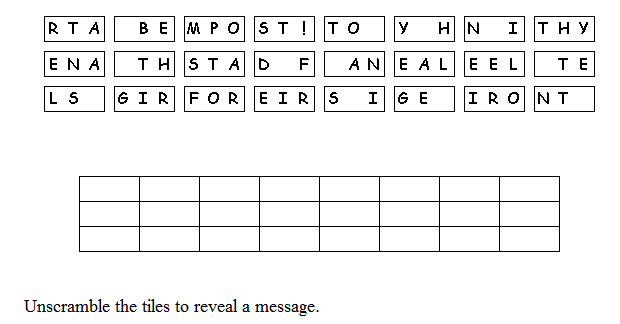 RTA  BE MPO ST! TO  Y H N I THY
ENA  TH STA D F  AN EAL EEL  TE
LS  GIR FOR EIR S I GE  IRO NT
Unscramble the tiles to reveal a message.